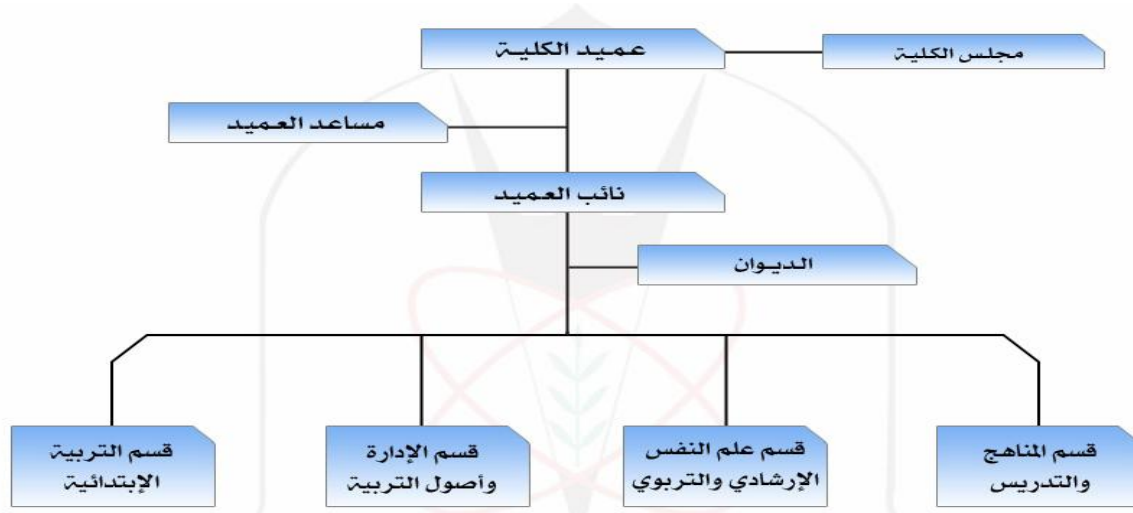 عميد الكلية
مجلس الكلية
مساعد العميد
نائب العميد
الديوان
قسم المناهج
والتدريس
قسم علم النفس
الإرشادي والتربوي
قسم الإدارة
وأصول التربية
قسم التربية
الإبتدائية